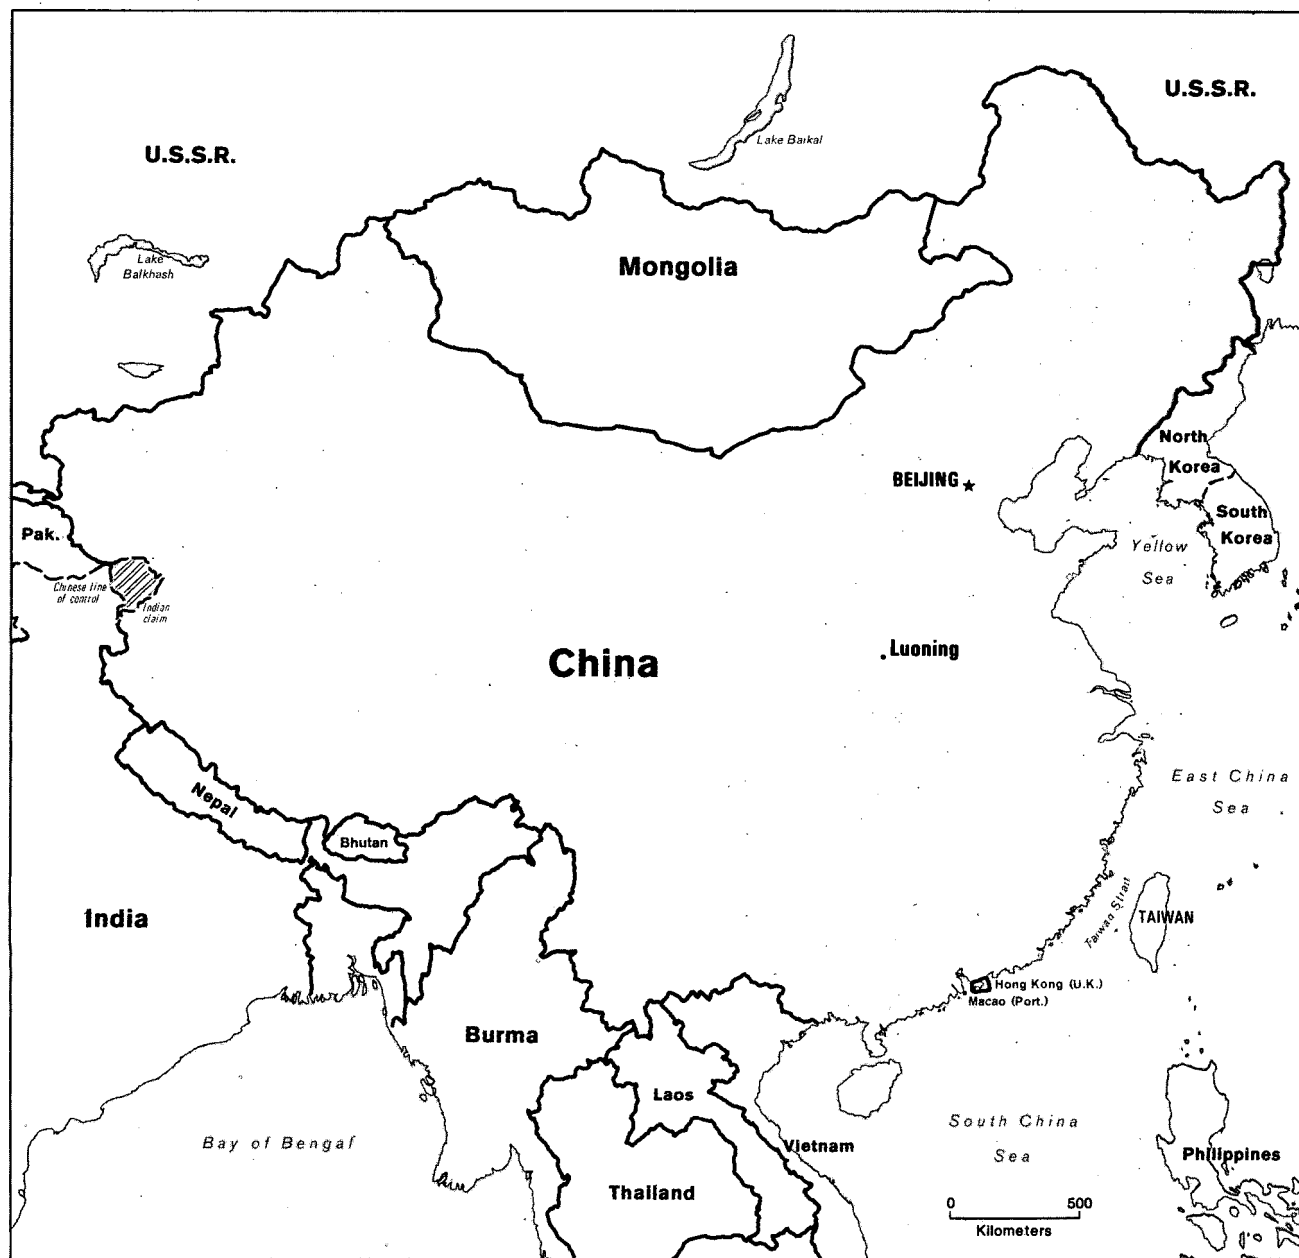 U.S.S.R.
Lake Baikal
U.S.S.R.
Lake
Balkhash
Mongolia
North
Korea
BEIJING
South
Korea
Pak.
Yellow
Sea
Chinese line
of control
Indian
claim
Luoning
China
East China
Sea
Nepal
Bhutan
Taiwan Strait
India
TAIWAN
Hong Kong (U.K.)
Macao (Port.)
Burma
Laos
South China
Sea
Bay of Bengal
Vietnam
Philippines
Thailand
0 500
Kilometers